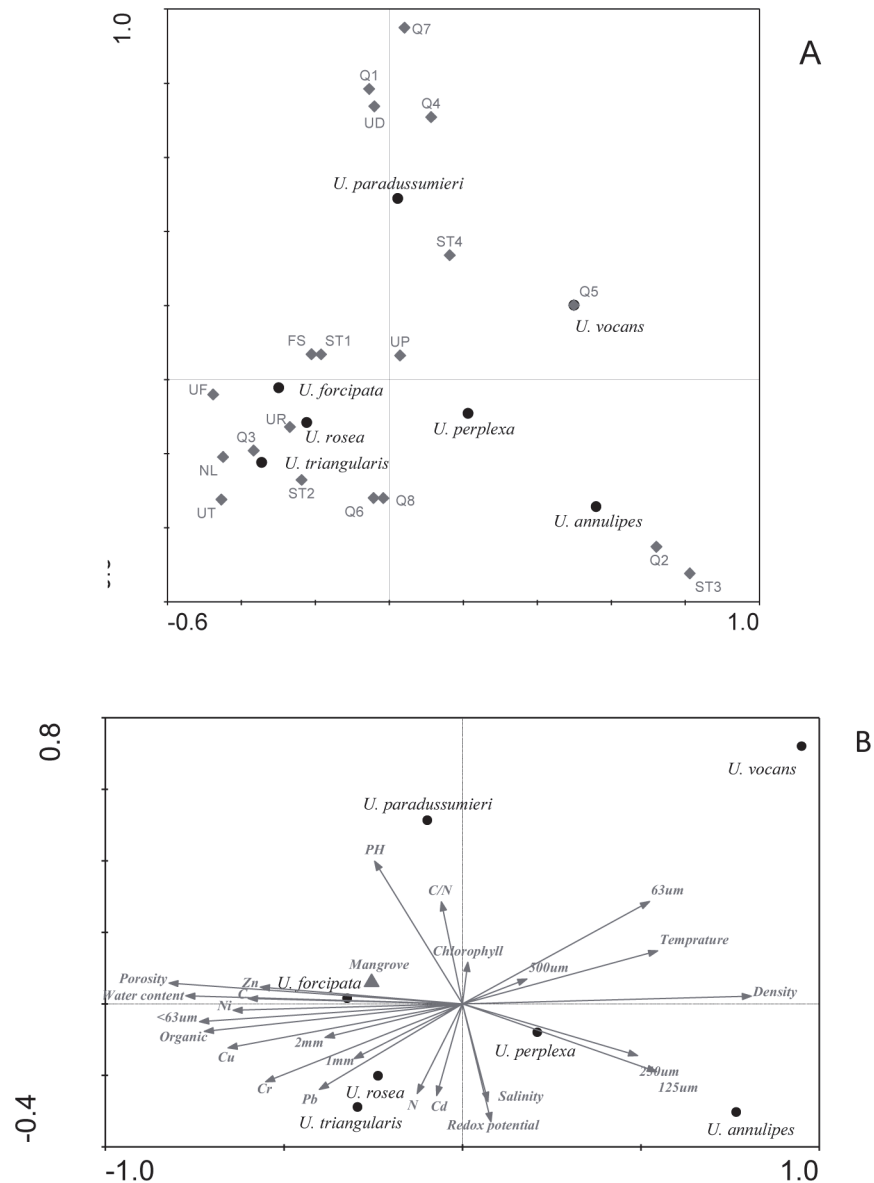 1.0
A
Q7
Q1
Q4
UD
U. paradussumieri
ST4
Q5
U. vocans
FS ST1 UP
UF
U. forcipata
UR
U. perplexa
Q3
U. rosea
NL
U. triangularis
ST2
UT
Q6 Q8
U. annulipes
Q2
ST3
-0.6 1.0
0.8
B
U. vocans
U. paradussumieri
PH
C/N
63um
Temprature
Chlorophyll
Mangrove
500um
Porosity
Zn
U. forcipata
Water content
C
Density
Ni
<63um
Organic
2mm
Cu
1mm
U. perplexa
250um
125um
Cr
Pb
U. rosea
N
Cd
Salinity
-0.4
U. triangularis
Redox potential
U. annulipes
-1.0 1.0